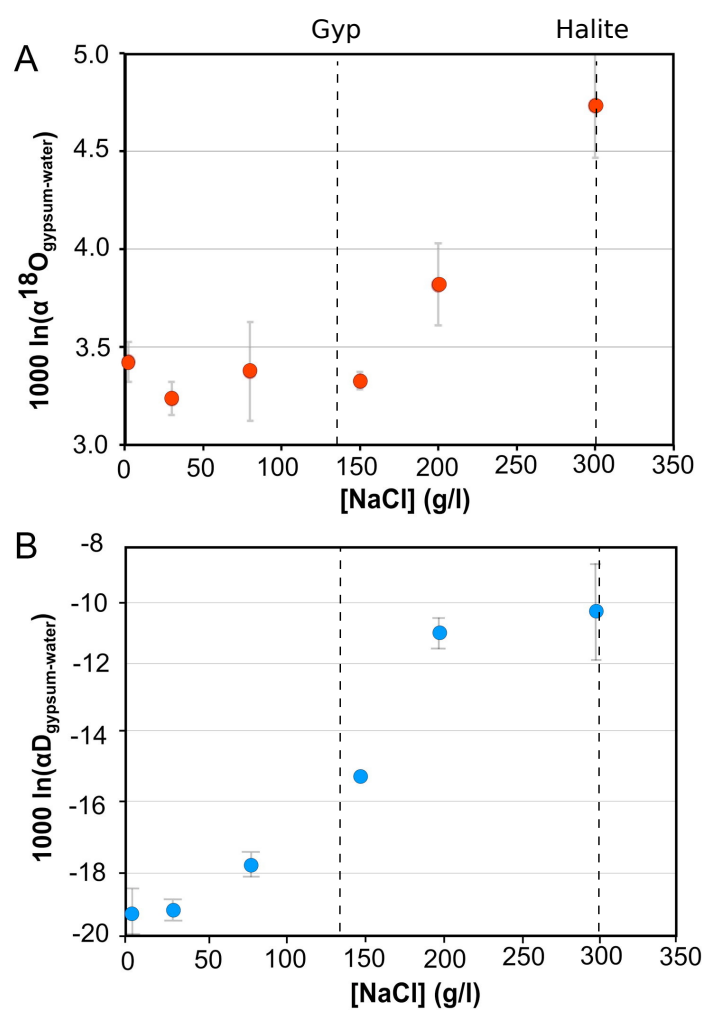 Gyp Halite
A
5.0
4.5
4.0
3.5
3.0
1000 ln(α18Ogypsum-water)
0 50 100 150 200 250 300 350
[NaCl] (g/l)
B
-8
-10
-12
-14
-16
-18
-20
1000 ln(αDgypsum-water)
0 50 100 150 200 250 300 350
[NaCl] (g/l)